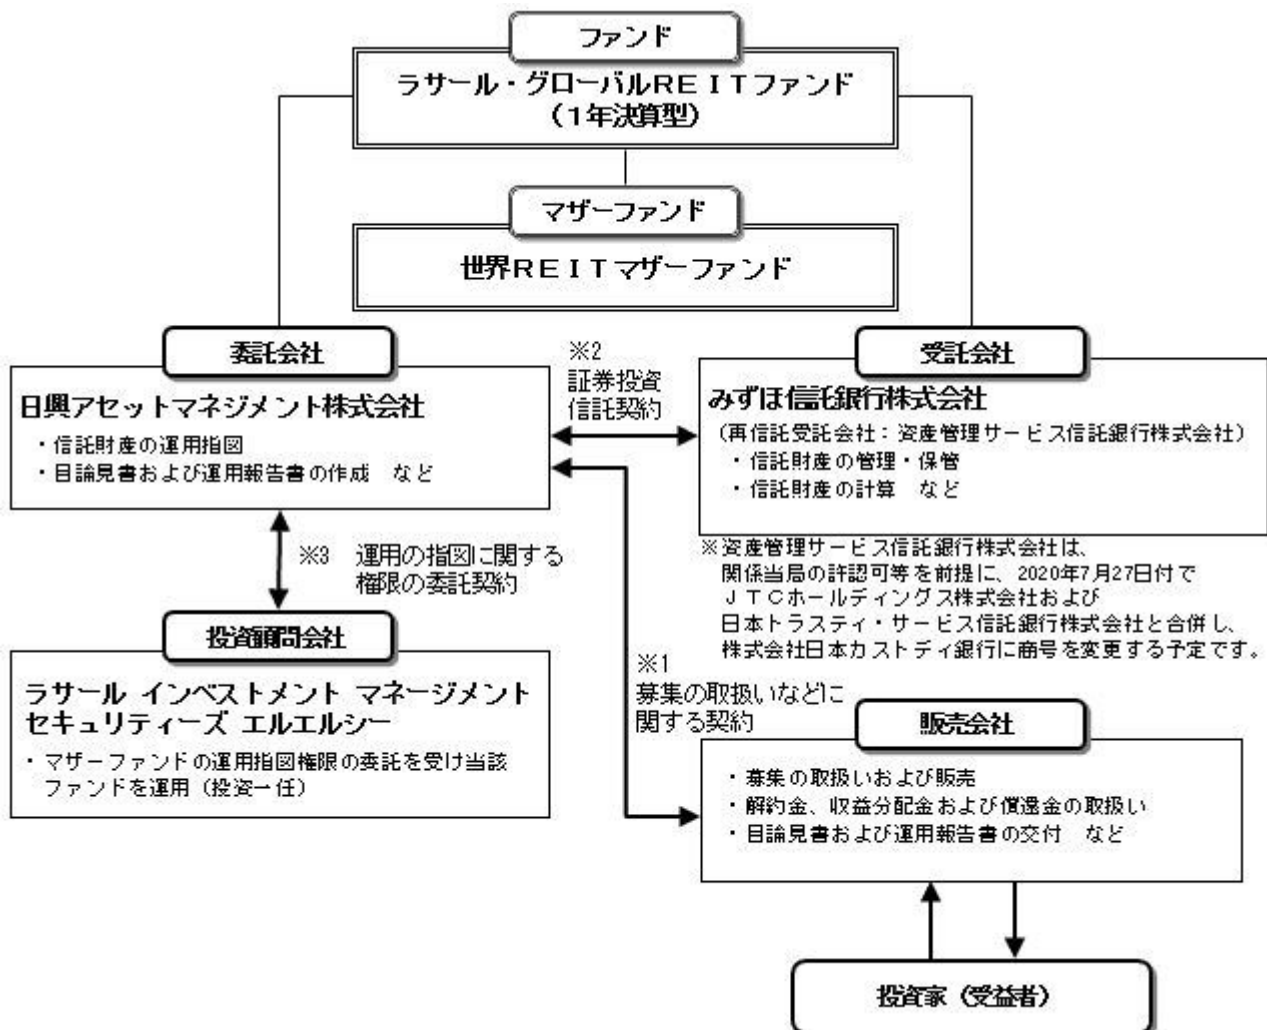 ファンド
ラサール・グローバルREITファンド
(1年決算型)
マザーファンド
世界REITマザーファンド
委託会社
日興アセットマネジメント株式会社
・信託財産の運用指図
・目論見書および運用報告書の作成 など
※2
証券投資
信託契約
受託会社
みずほ信託銀行株式会社
(再信託受託会社:資産管理サービス信託銀行株式会社)
・信託財産の管理・保管
・信託財産の計算 など
※資産管理サービス信託銀行株式会社は、
関係当局の許認可等を前提に、2020年7月27日付で
JTCホールディングス株式会社および
日本トラスティ・サービス信託銀行株式会社と合併し、
株式会社日本カストディ銀行に商号を変更する予定です。
※3 運用の指図に関する
権限の委託契約
投資顧問会社
ラサール インベストメント マネージメント
セキュリティーズ エルエルシー
・マザーファンドの運用指図権限の委託を受け当該
ファンドを運用(投資一任)
※1
募集の取扱いなどに
関する契約
販売会社
・募集の取扱いおよび販売
・解約金、収益分配金および償還金の取扱い
・目論見書および運用報告書の交付 など
投資家(受益者)